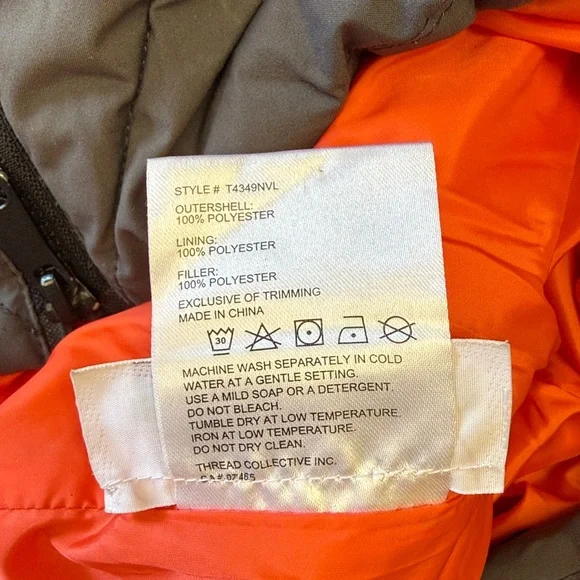 STYLE # T4349NVL
OUTERSHELL:
100% POLYESTER
LINING:
100% POLYESTER
FILLER:
100% POLYESTER
EXCLUSIVE OF TRIMMING
MADE IN CHINA
30
MACHINE WASH SEPARATELY IN COLD
WATER AT A GENTLE SETTING.
USE A MILD SOAP OR A DETERGENT.
DO NOT BLEACH.
TUMBLE DRY AT LOW TEMPERATURE.
IRON AT LOW TEMPERATURE.
DO NOT DRY CLEAN.
THREAD COLLECTIVE INC.
CA# 07465